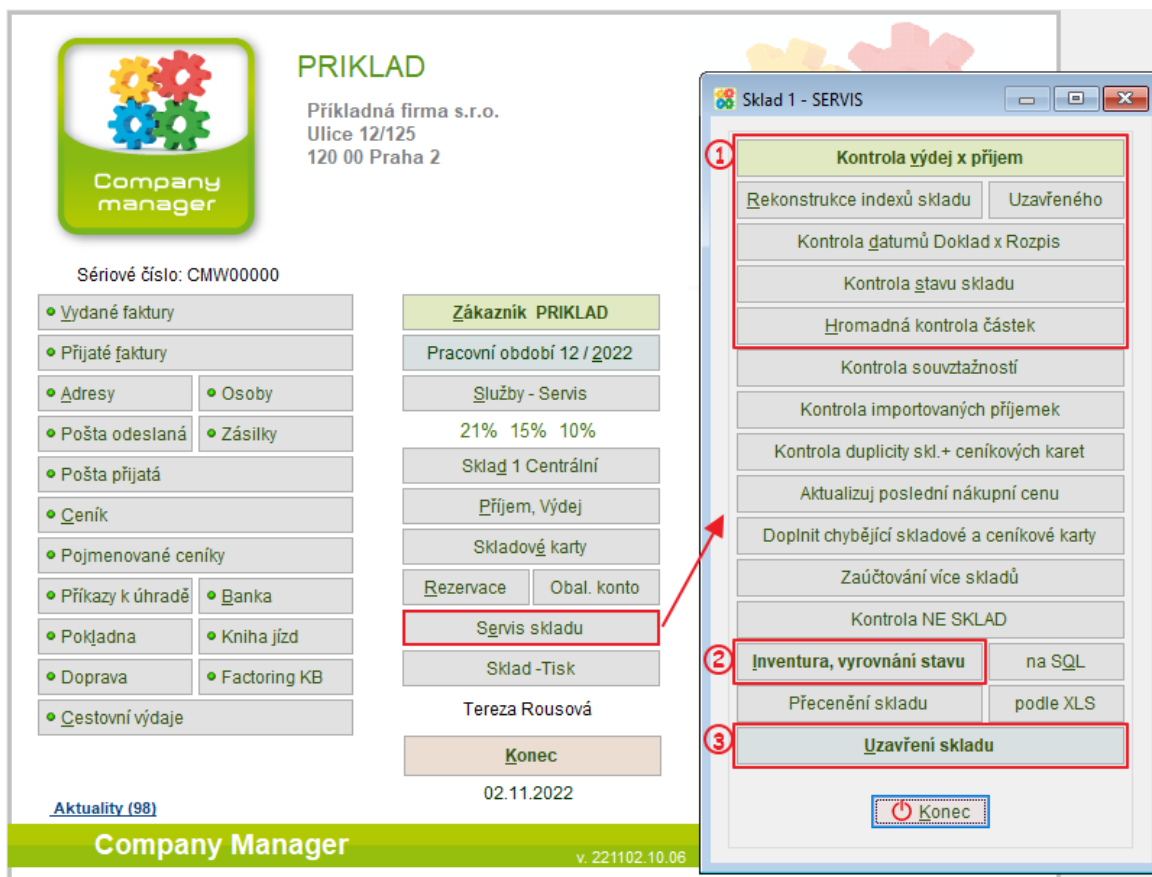 PRIKLAD
Příkladná firma s.r.o.
Ulice 12/125
120 00 Praha 2
Company
manager
Sériové číslo: CMW00000
Vydané faktury
Přijaté faktury
Adresy
Osoby
Pošta odeslaná
Zásilky
Pošta přijatá
Ceník
Pojmenované ceníky
Příkazy k úhradě
Banka
Pokladna
Kniha jízd
Doprava
Factoring KB
Cestovní výdaje
Aktuality (98)
Zákazník PRIKLAD
Pracovní období 12 / 2022
Služby - Servis
21% 15% 10%
Sklad 1 Centrální
Příjem, Výdej
Skladové karty
Rezervace
Obal. konto
Servis skladu
Sklad -Tisk
Tereza Rousová
Konec
02.11.2022
Company Manager
v. 221102.10.06
Sklad 1 - SERVIS
1
Kontrola výdej x příjem
Rekonstrukce indexů skladu
Uzavřeného
Kontrola datumů Doklad x Rozpis
Kontrola stavu skladu
Hromadná kontrola částek
Kontrola souvztažností
Kontrola importovaných příjemek
Kontrola duplicity skl.+ ceníkových karet
Aktualizuj poslední nákupní cenu
Doplnit chybějící skladové a ceníkové karty
Zaúčtování více skladů
Kontrola NE SKLAD
2
Inventura, vyrovnání stavu
na SQL
Přecenění skladu
podle XLS
3
Uzavření skladu
Konec